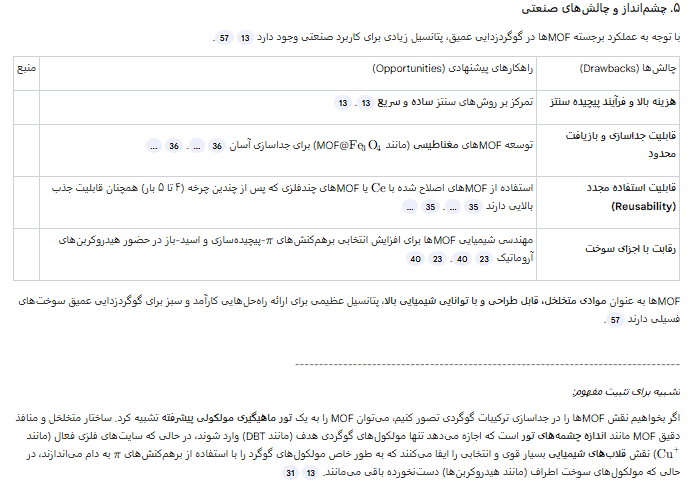 ۵. چشم‌انداز و چالش‌های صنعتی
با توجه به عملکرد برجسته MOFها در گوگردزدایی عمیق، پتانسیل زیادی برای کاربرد صنعتی وجود دارد 13 57 .
چالش‌ها (Drawbacks) راهکارهای پیشنهادی (Opportunities) منبع
هزینه بالا و فرآیند پیچیده سنتز تمرکز بر روش‌های سنتز ساده و سریع 13 . 13
قابلیت جداسازی و بازیافت محدود
توسعه MOFهای مغناطیسی (مانند MOF@Fe₃O₄) برای جداسازی آسان 36 ... . 36 ...
قابلیت استفاده مجدد (Reusability)
استفاده از MOFهای اصلاح شده با Ce یا MOFهای چندفلزی که پس از چندین چرخه (۴ تا ۵ بار) همچنان قابلیت جذب
بالایی دارند 35 ... . 35 ...
رقابت با اجزای سوخت
مهندسی شیمیایی MOFها برای افزایش انتخابی برهم‌کنش‌های π-پیچیده‌سازی و اسید-باز در حضور هیدروکربن‌های
آروماتیک 23 40 . 23 40
MOFها به عنوان موادی متخلخل، قابل طراحی و با توانایی شیمیایی بالا، پتانسیل عظیمی برای ارائه راه‌حل‌هایی کارآمد و سبز برای گوگردزدایی عمیق سوخت‌های
فسیلی دارند 57 .
--------------------------------------------------------------------------------
تشبیه برای تثبیت مفهوم:
اگر بخواهیم نقش MOFها را در جداسازی ترکیبات گوگردی تصور کنیم، می‌توان MOF را به یک تور ماهیگیری مولکولی پیشرفته تشبیه کرد. ساختار متخلخل و منافذ
دقیق MOF مانند اندازه چشمه‌های تور است که اجازه می‌دهد تنها مولکول‌های گوگردی هدف (مانند DBT) وارد شوند، در حالی که سایت‌های فلزی فعال (مانند
Cu⁺) نقش قلاب‌های شیمیایی بسیار قوی و انتخابی را ایفا می‌کنند که به طور خاص مولکول‌های گوگرد را با استفاده از برهم‌کنش‌های π به دام می‌اندازند، در
حالی که مولکول‌های سوخت اطراف (مانند هیدروکربن‌ها) دست‌نخورده باقی می‌مانند. 13 31